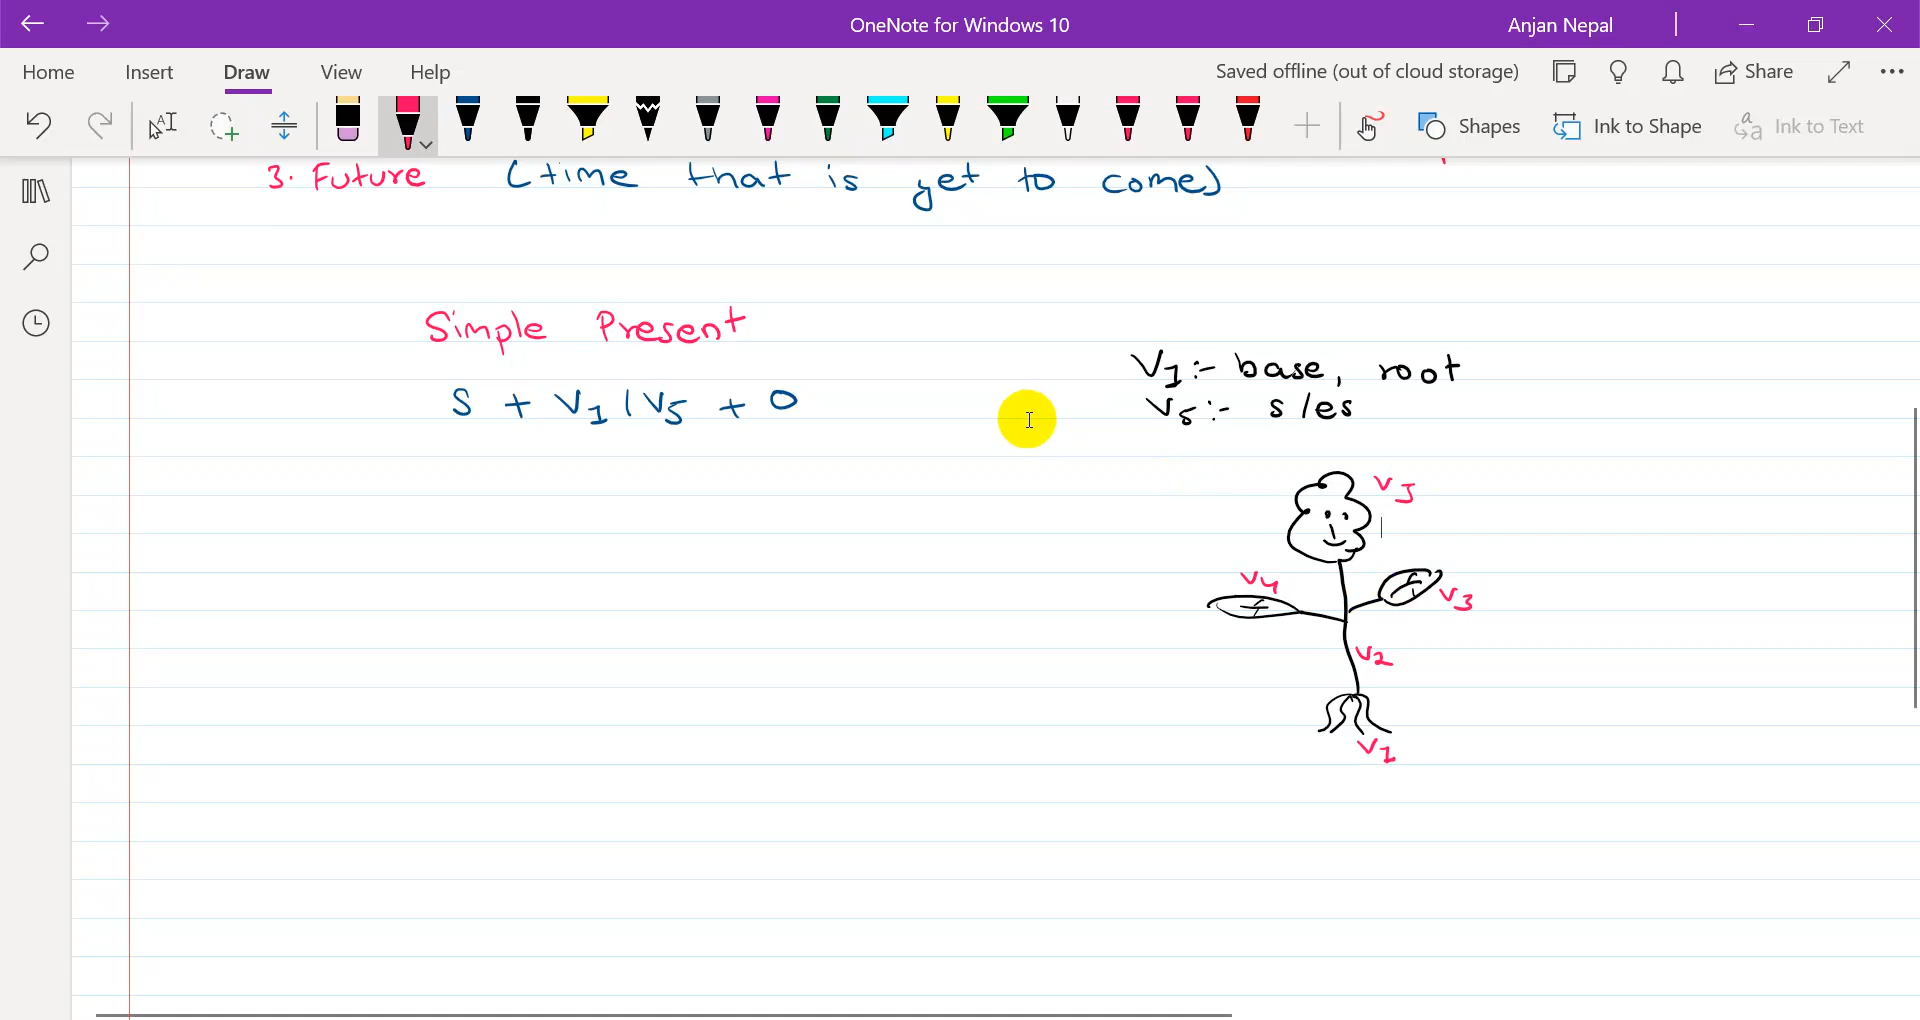 OneNote for Windows 10
Anjan Nepal
Home Insert Draw View Help
Saved offline (out of cloud storage)
Share
Shapes
Ink to Shape
Ink to Text
3. Future (time that is yet to come)
Simple Present
S + V1 / V5 + O
V1 :- base, root
V5 :- s/es
V5
V4
V3
V2
V1